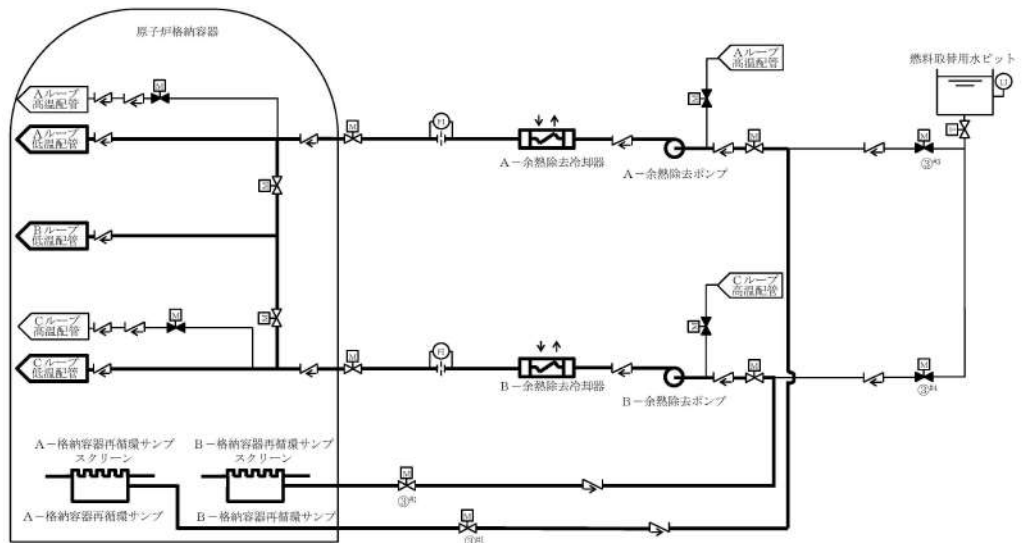 原子炉格納容器
Aループ
高温配管
燃料取替用水ピット
LI
Aループ
高温配管
M
Aループ
低温配管
M
FI
A－余熱除去冷却器
A－余熱除去ポンプ
M
M
M
M
Bループ
低温配管
Cループ
高温配管
Cループ
高温配管
M
M
M
Cループ
低温配管
M
FI
B－余熱除去冷却器
B－余熱除去ポンプ
M
M
A－格納容器再循環サンプ
スクリーン
B－格納容器再循環サンプ
スクリーン
M
A－格納容器再循環サンプ
B－格納容器再循環サンプ
M